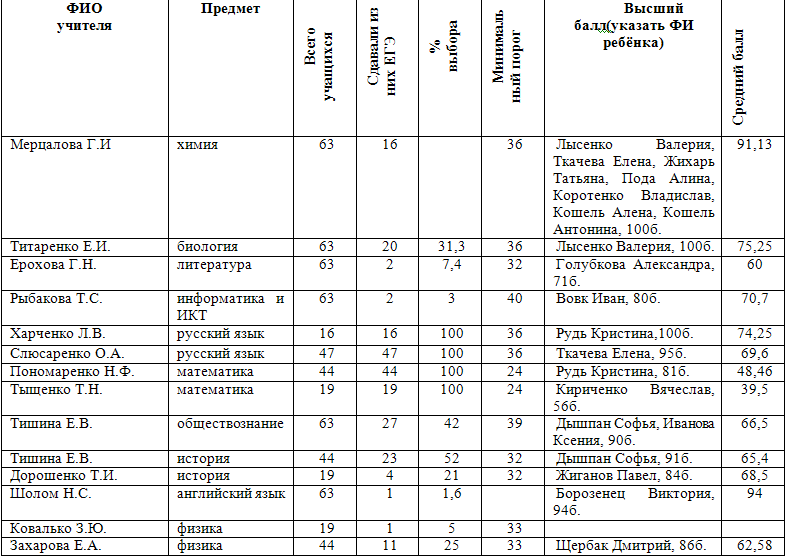 ФИО учителя Предмет Всего учащихся Сдавали из них ЕГЭ % выбора Минималь ный порог Высший балл(указать ФИ ребёнка) Средний балл
Мерцалова Г.И химия 63 16 36 Лысенко Валерия, 91,13
Ткачева Елена, Жихарь
Татьяна, Пода Алина,
Коротенко Владислав,
Кошель Алена, Кошель
Антонина, 100б.
Титаренко Е.И. биология 63 20 31,3 36 Лысенко Валерия, 100б. 75,25
Ерохова Г.Н. литература 63 2 7,4 32 Голубкова Александра, 60
71б.
Рыбакова Т.С. информатика и 63 2 3 40 Вовк Иван, 80б. 70,7
ИКТ
Харченко Л.В. русский язык 16 16 100 36 Рудь Кристина,100б. 74,25
Слюсаренко О.А. русский язык 47 47 100 36 Ткачева Елена, 95б. 69,6
Пономаренко Н.Ф. математика 44 44 100 24 Рудь Кристина, 81б. 48,46
Тыщенко Т.Н. математика 19 19 100 24 Кириченко Вячеслав, 39,5
56б.
Тишина Е.В. обществознание 63 27 42 39 Дышпан Софья, Иванова 66,5
Ксения, 90б.
Тишина Е.В. история 44 23 52 32 Дышпан Софья, 91б. 65,4
Дорошенко Т.И. история 19 4 21 32 Жиганов Павел, 84б. 68,5
Шолом Н.С. английский язык 63 1 1,6 Борозенец Виктория, 94
94б.
Ковалько З.Ю. физика 19 1 5 33
Захарова Е.А. физика 44 11 25 33 Щербак Дмитрий, 86б. 62,58